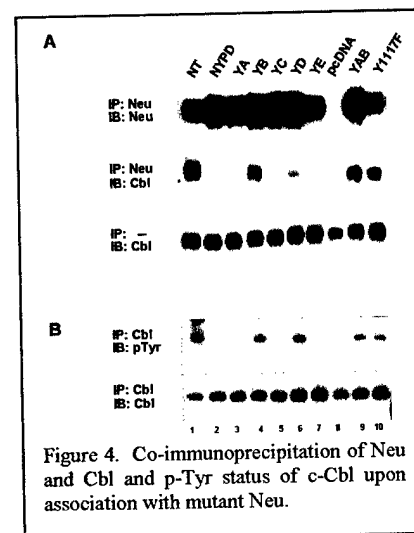 A
NT NYPD YA YB YC YD YE pcDNA YAB Y1117F
IP: Neu
IB: Neu
IP: Neu
IB: Cbl
IP: –
IB: Cbl
B
IP: Cbl
IB: pTyr
IP: Cbl
IB: Cbl
1 2 3 4 5 6 7 8 9 10
Figure 4. Co-immunoprecipitation of Neu
and Cbl and p-Tyr status of c-Cbl upon
association with mutant Neu.